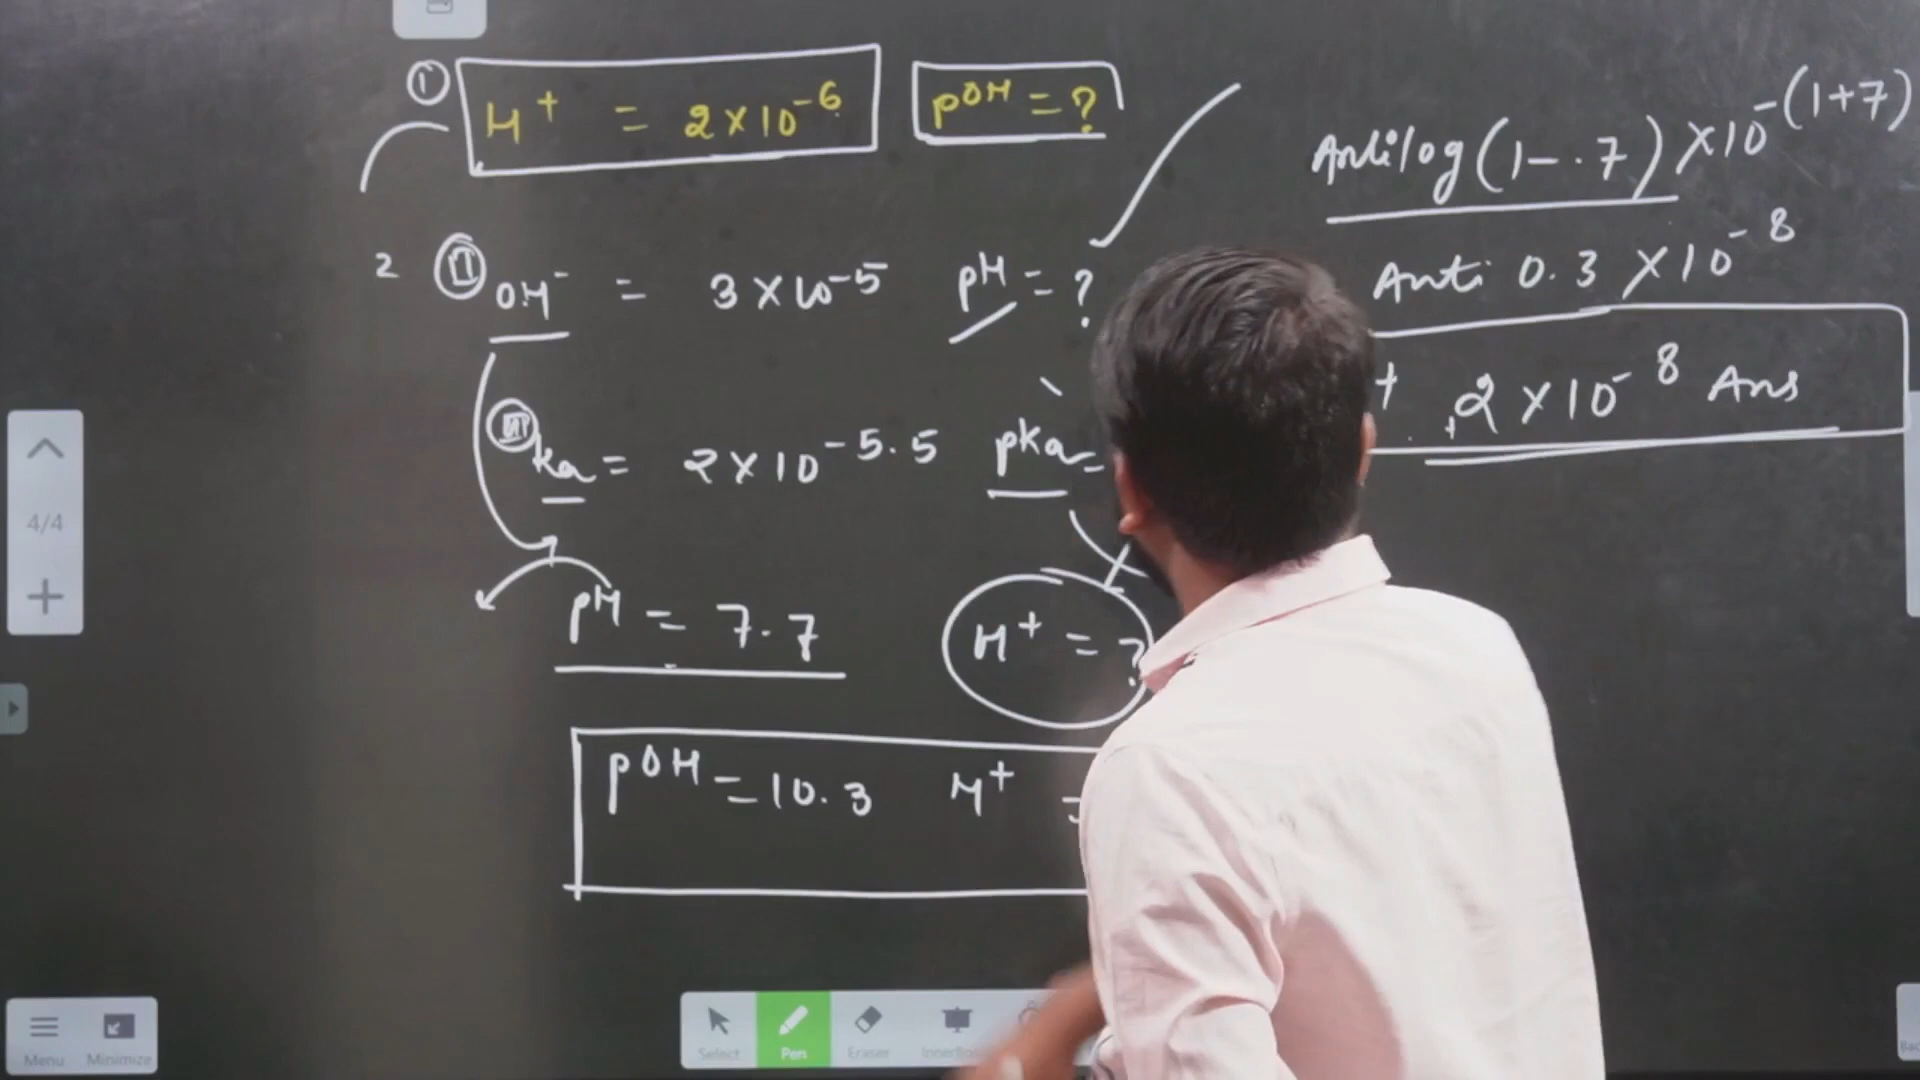 ① H⁺ = 2×10⁻⁶ pOH = ?
2 Ⅱ OH⁻ = 3×10⁻⁵ pH = ?
Ⅲ ka = 2×10⁻⁵·⁵ pka =
pH = 7.7 H⁺ = ?
pOH = 10.3 H⁺ =
Antilog(1-.7)×10⁻⁽¹⁺⁷⁾
Anti 0.3×10⁻⁸
+ 2×10⁻⁸ Ans
4/4
Menu Minimize
Select Pen Eraser